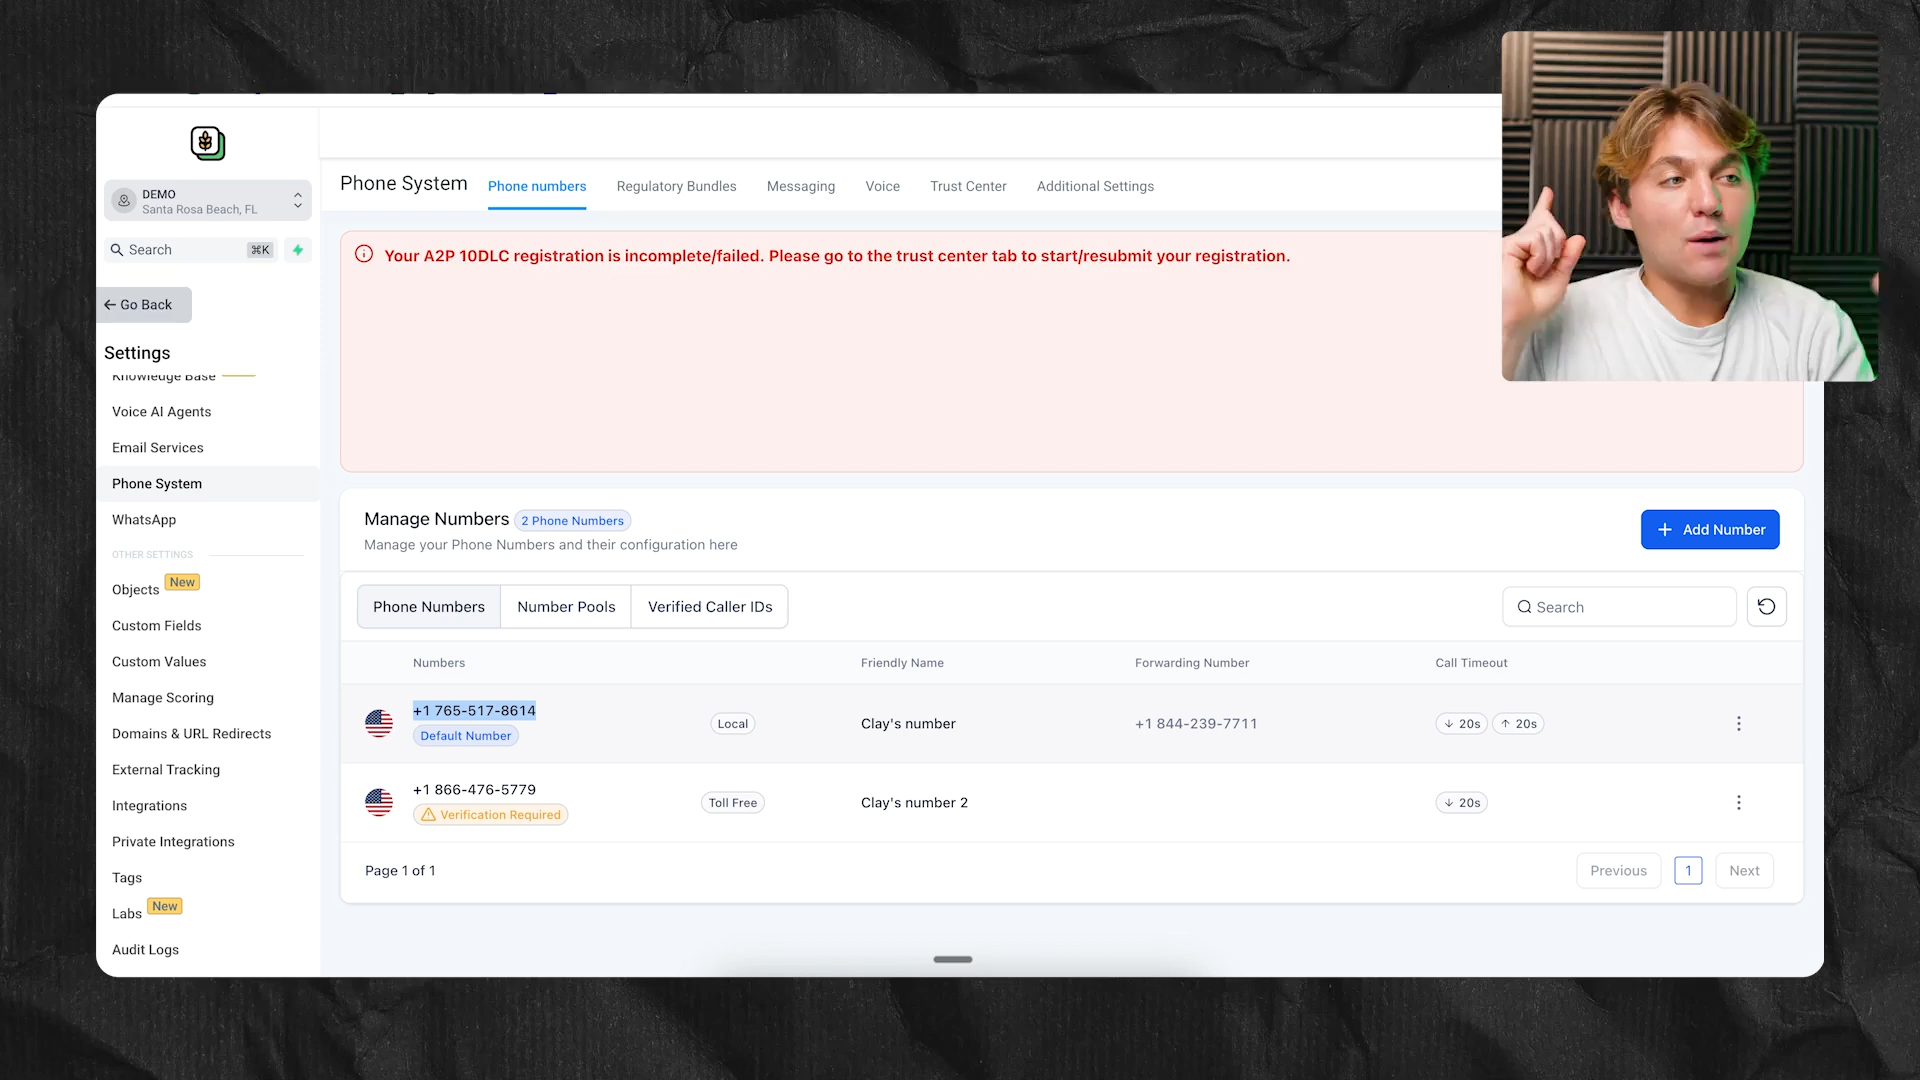 DEMO
Santa Rosa Beach, FL
Search ⌘K
Go Back
Settings
Knowledge Base
Voice AI Agents
Email Services
Phone System
WhatsApp
OTHER SETTINGS
Objects New
Custom Fields
Custom Values
Manage Scoring
Domains & URL Redirects
External Tracking
Integrations
Private Integrations
Tags
Labs New
Audit Logs
Phone System
Phone numbers
Regulatory Bundles
Messaging
Voice
Trust Center
Additional Settings
Your A2P 10DLC registration is incomplete/failed. Please go to the trust center tab to start/resubmit your registration.
Manage Numbers 2 Phone Numbers
Manage your Phone Numbers and their configuration here
+ Add Number
Phone Numbers
Number Pools
Verified Caller IDs
Search
Numbers
Friendly Name
Forwarding Number
Call Timeout
+1 765-517-8614
Default Number
Local
Clay's number
+1 844-239-7711
↓ 20s
↑ 20s
+1 866-476-5779
Verification Required
Toll Free
Clay's number 2
↓ 20s
Page 1 of 1
Previous
1
Next